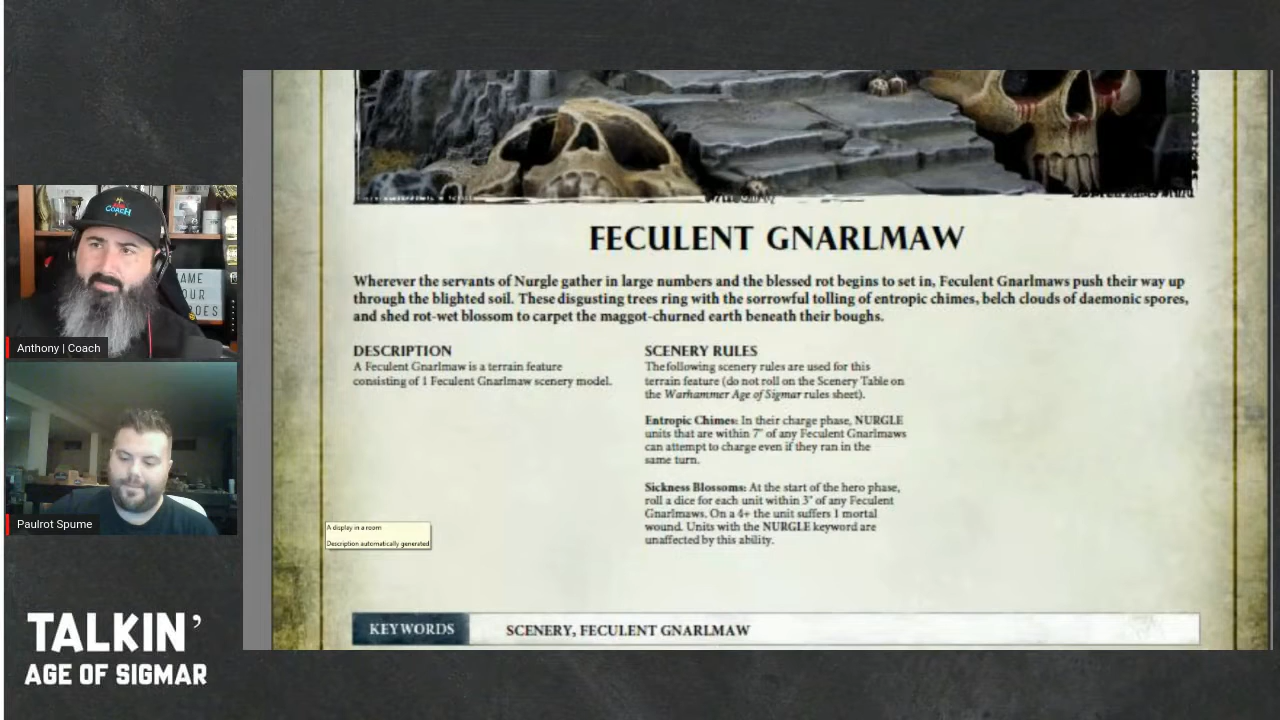 FECULENT GNARLMAW
Wherever the servants of Nurgle gather in large numbers and the blessed rot begins to set in, Feculent Gnarlmaws push their way up
through the blighted soil. These disgusting trees ring with the sorrowful tolling of entropic chimes, belch clouds of daemonic spores,
and shed rot-wet blossom to carpet the maggot-churned earth beneath their boughs.
DESCRIPTION
A Feculent Gnarlmaw is a terrain feature
consisting of 1 Feculent Gnarlmaw scenery model.
SCENERY RULES
The following scenery rules are used for this
terrain feature (do not roll on the Scenery Table on
the Warhammer Age of Sigmar rules sheet).
Entropic Chimes: In their charge phase, NURGLE
units that are within 7" of any Feculent Gnarlmaws
can attempt to charge even if they ran in the
same turn.
Sickness Blossoms: At the start of the hero phase,
roll a dice for each unit within 3" of any Feculent
Gnarlmaws. On a 4+ the unit suffers 1 mortal
wound. Units with the NURGLE keyword are
unaffected by this ability.
A display in a room
Description automatically generated
KEYWORDS
SCENERY, FECULENT GNARLMAW
COACH
Anthony | Coach
Paulrot Spume
TALKIN'
AGE OF SIGMAR